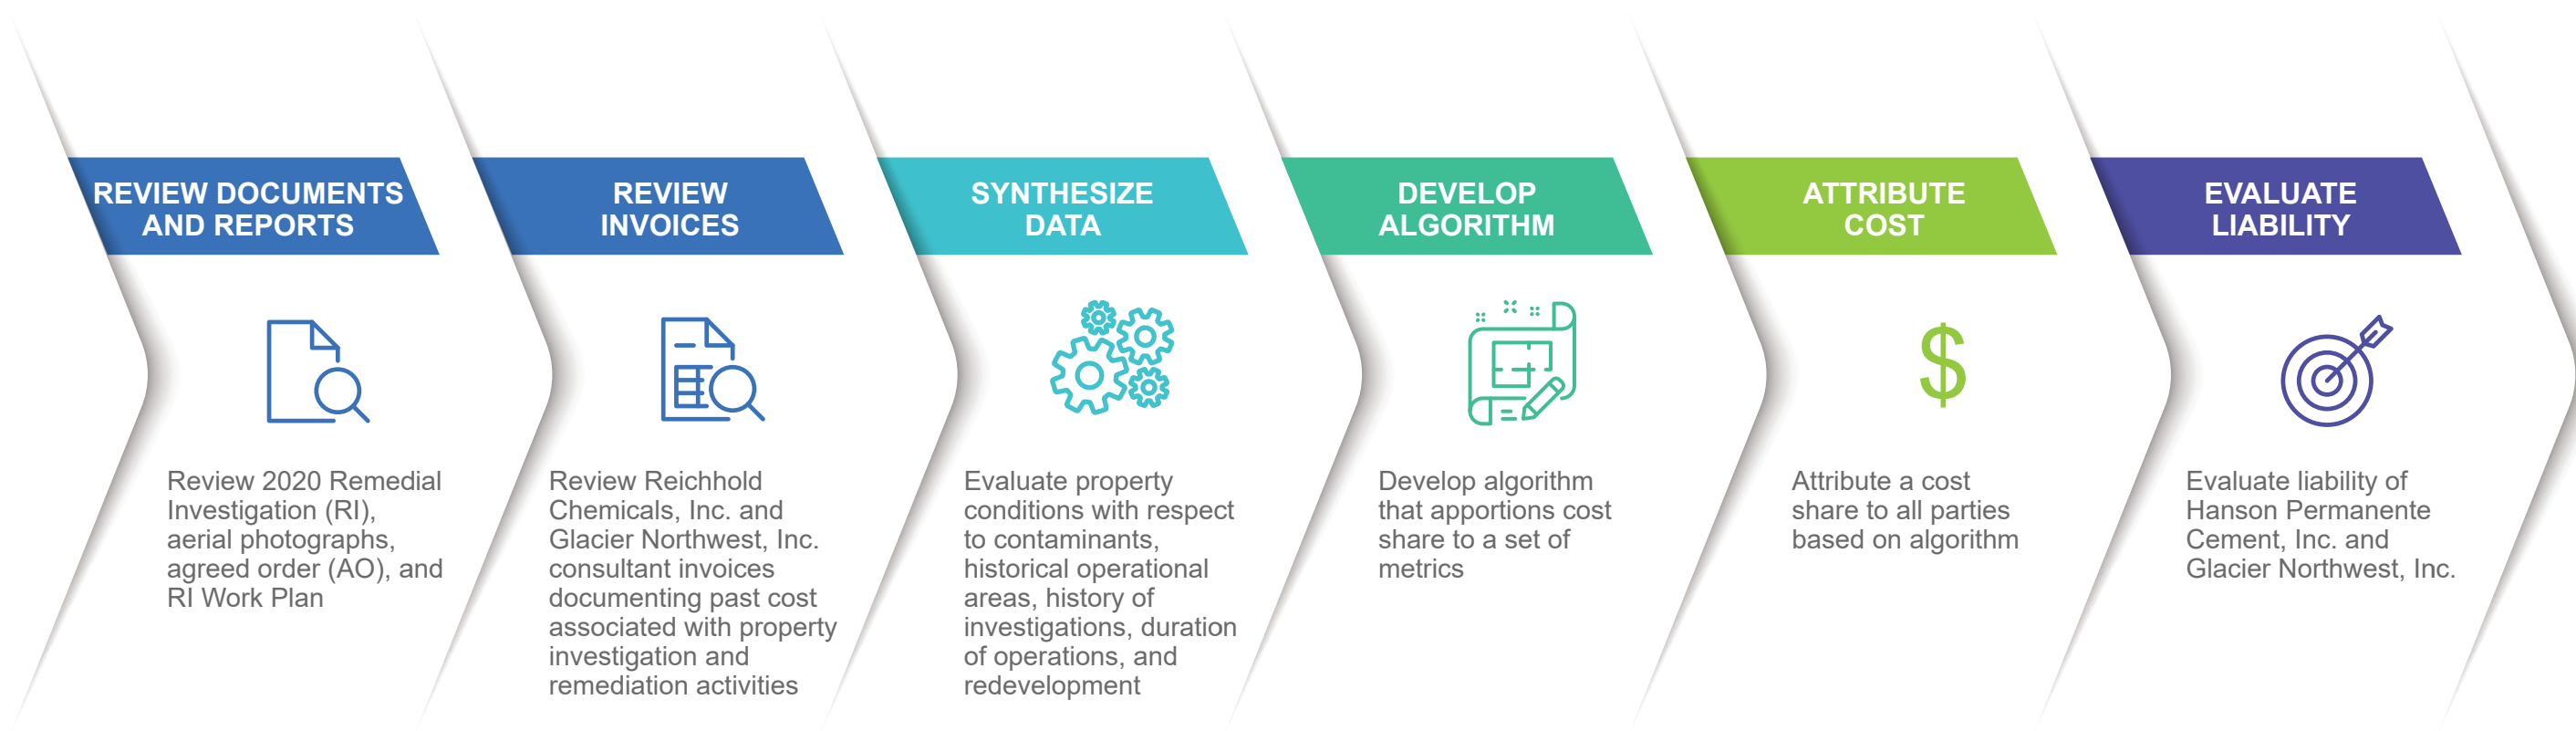 REVIEW DOCUMENTS
AND REPORTS
Review 2020 Remedial
Investigation (RI),
aerial photographs,
agreed order (AO), and
RI Work Plan
REVIEW
INVOICES
Review Reichhold
Chemicals, Inc. and
Glacier Northwest, Inc.
consultant invoices
documenting past cost
associated with property
investigation and
remediation activities
SYNTHESIZE
DATA
Evaluate property
conditions with respect
to contaminants,
historical operational
areas, history of
investigations, duration
of operations, and
redevelopment
DEVELOP
ALGORITHM
Develop algorithm
that apportions cost
share to a set of
metrics
ATTRIBUTE
COST
$
Attribute a cost
share to all parties
based on algorithm
EVALUATE
LIABILITY
Evaluate liability of
Hanson Permanente
Cement, Inc. and
Glacier Northwest, Inc.